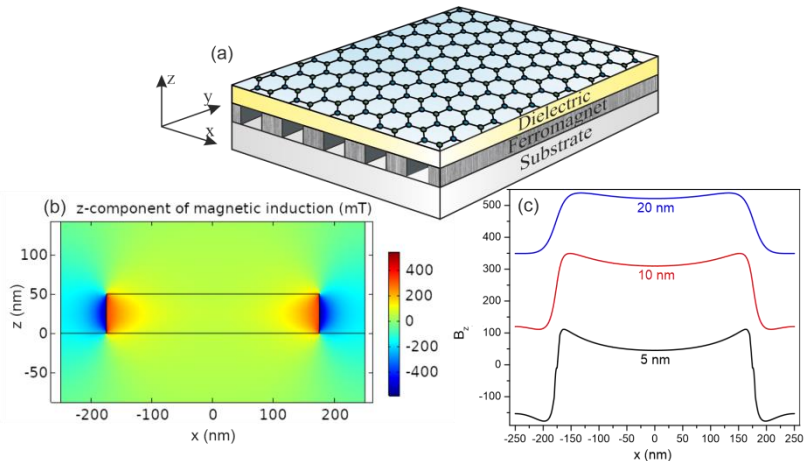 (a)
z
y
x
Dielectric
Ferromagnet
Substrate
(b) z-component of magnetic induction (mT)
100
50
0
-50
z (nm)
-200 -100 0 100 200
x (nm)
400
200
0
-200
-400
(c)
500
400
300
200
100
0
-100
B_z
20 nm
10 nm
5 nm
-250 -200 -150 -100 -50 0 50 100 150 200 250
x (nm)